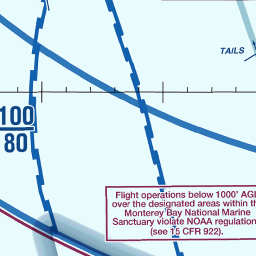 TAILS
100
80
Flight operations below 1000' AGL
over the designated areas within the
Monterey Bay National Marine
Sanctuary violate NOAA regulation
(see 15 CFR 922).